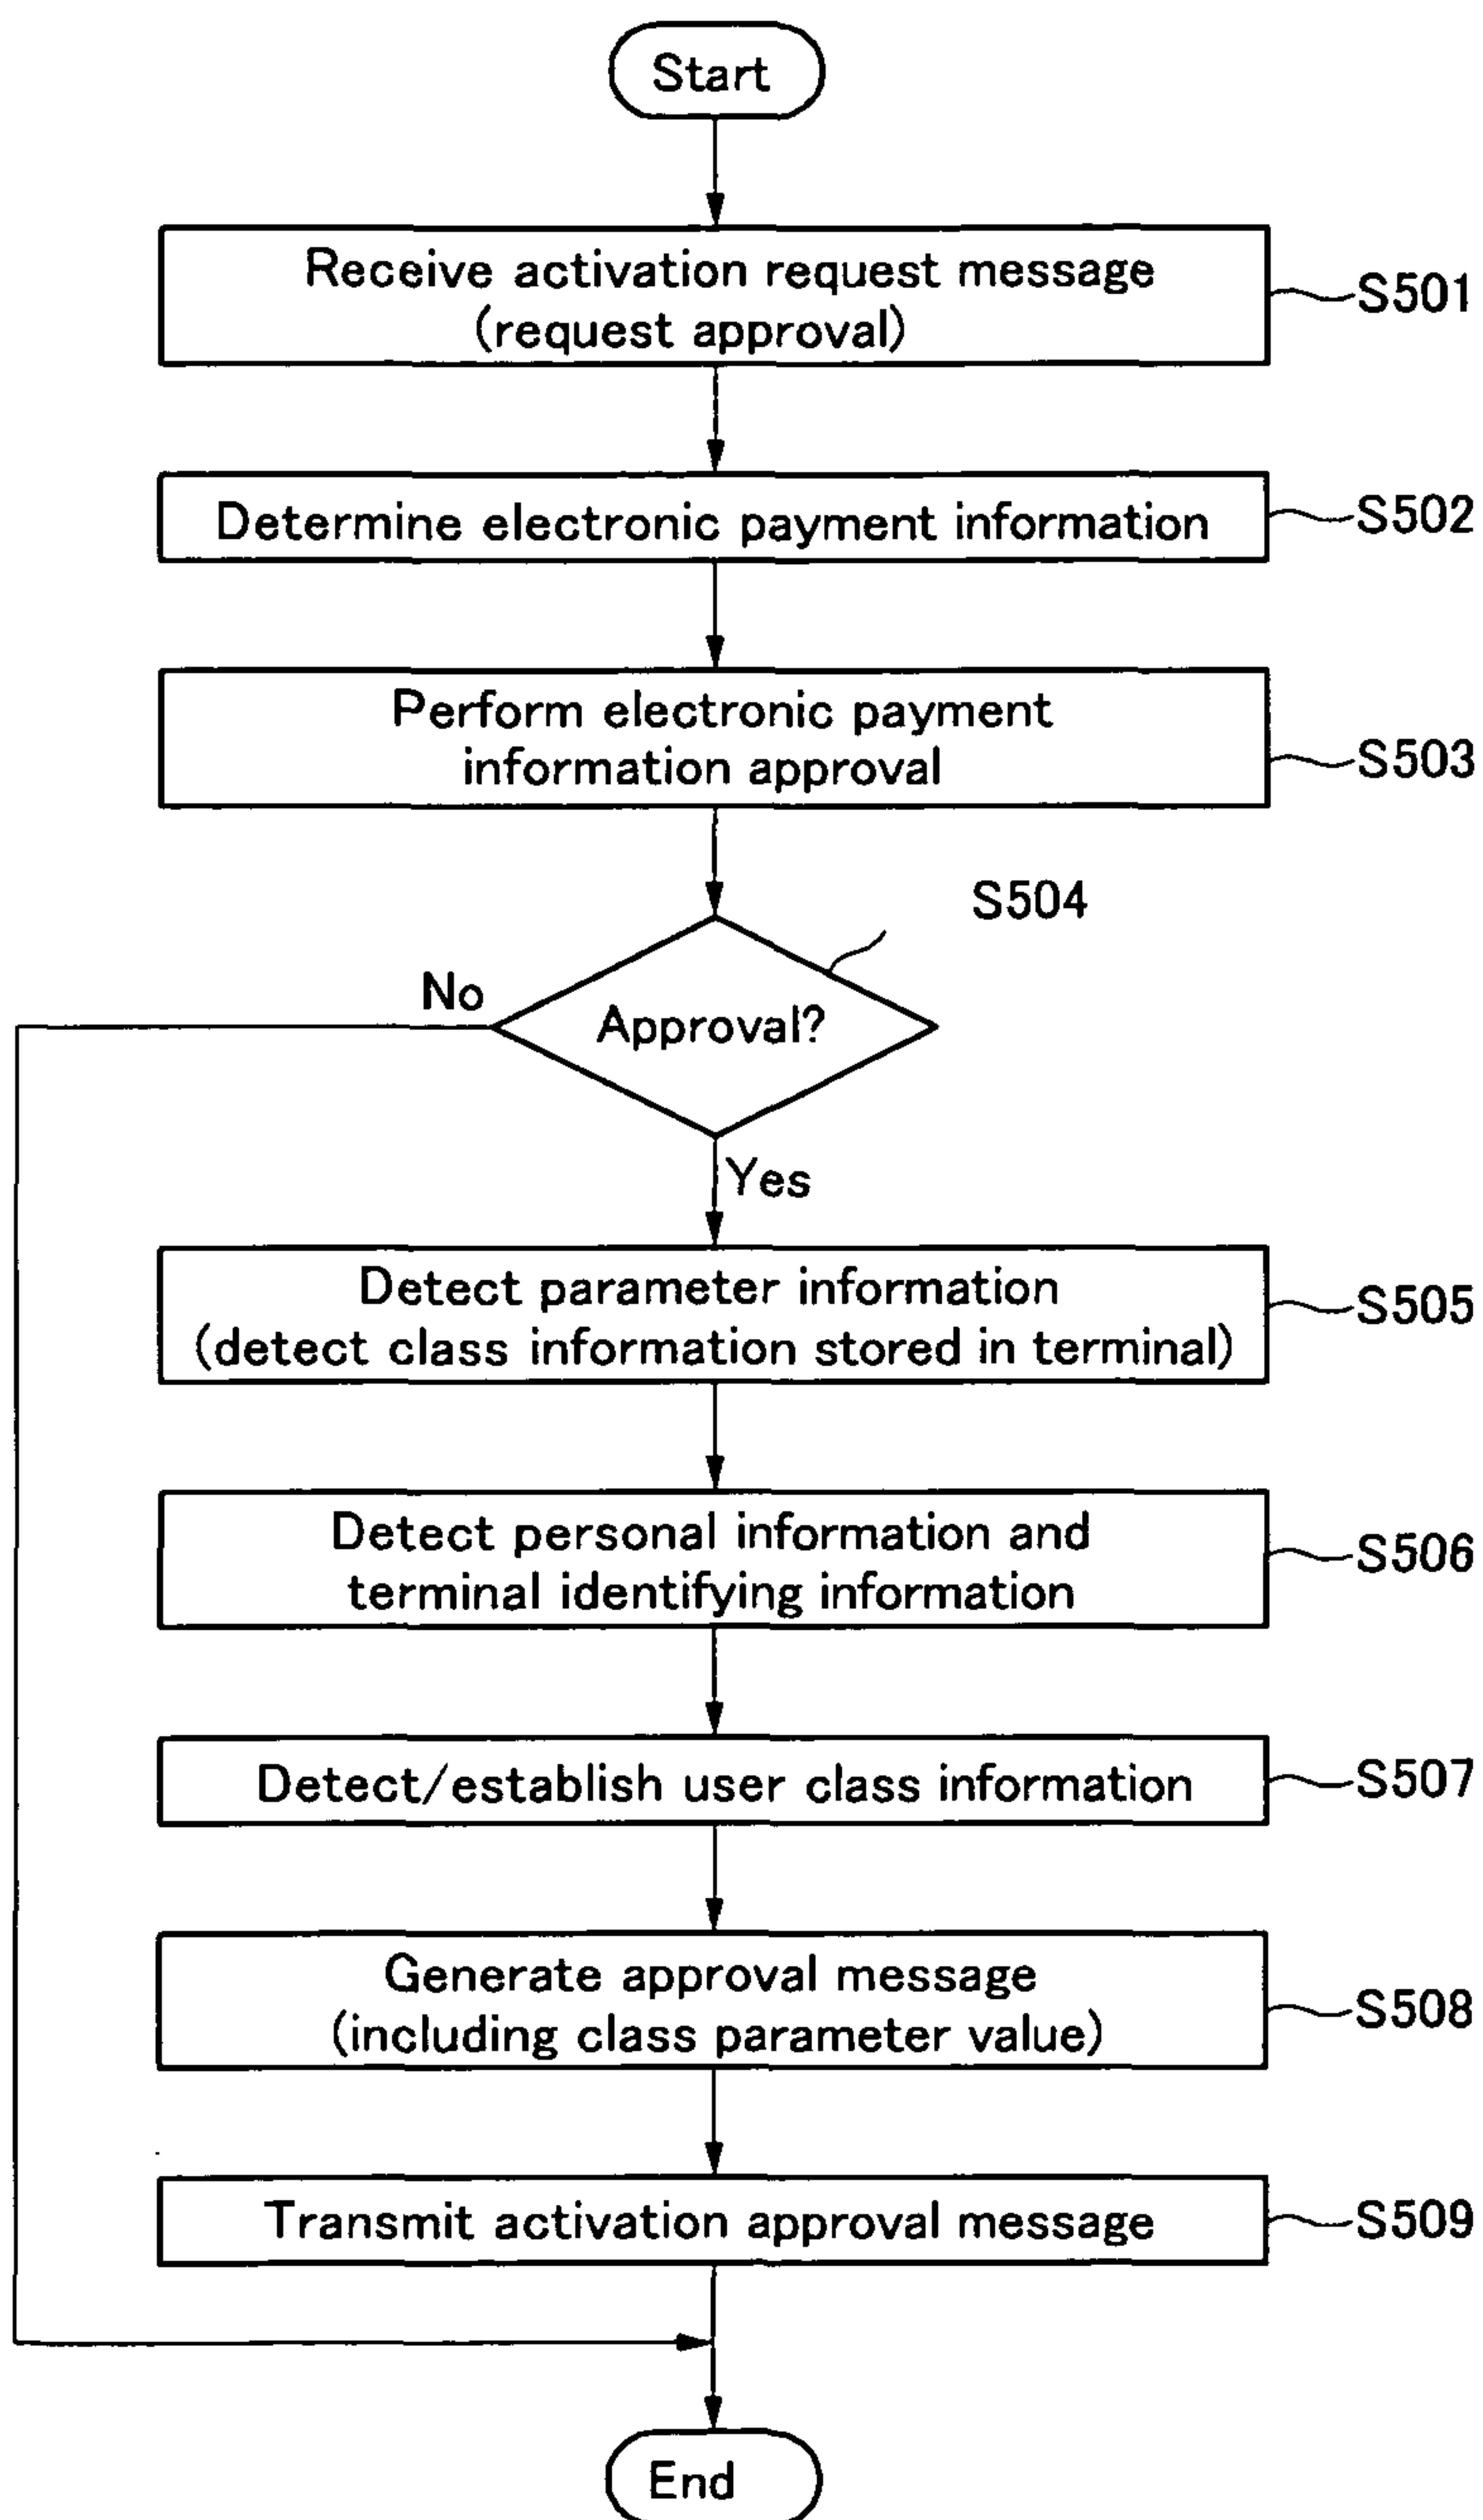 Start
Receive activation request message
(request approval)
S501
Determine electronic payment information
S502
Perform electronic payment
information approval
S503
S504
No
Approval?
Yes
Detect parameter information
(detect class information stored in terminal)
S505
Detect personal information and
terminal identifying information
S506
Detect/establish user class information
S507
Generate approval message
(including class parameter value)
S508
Transmit activation approval message
S509
End